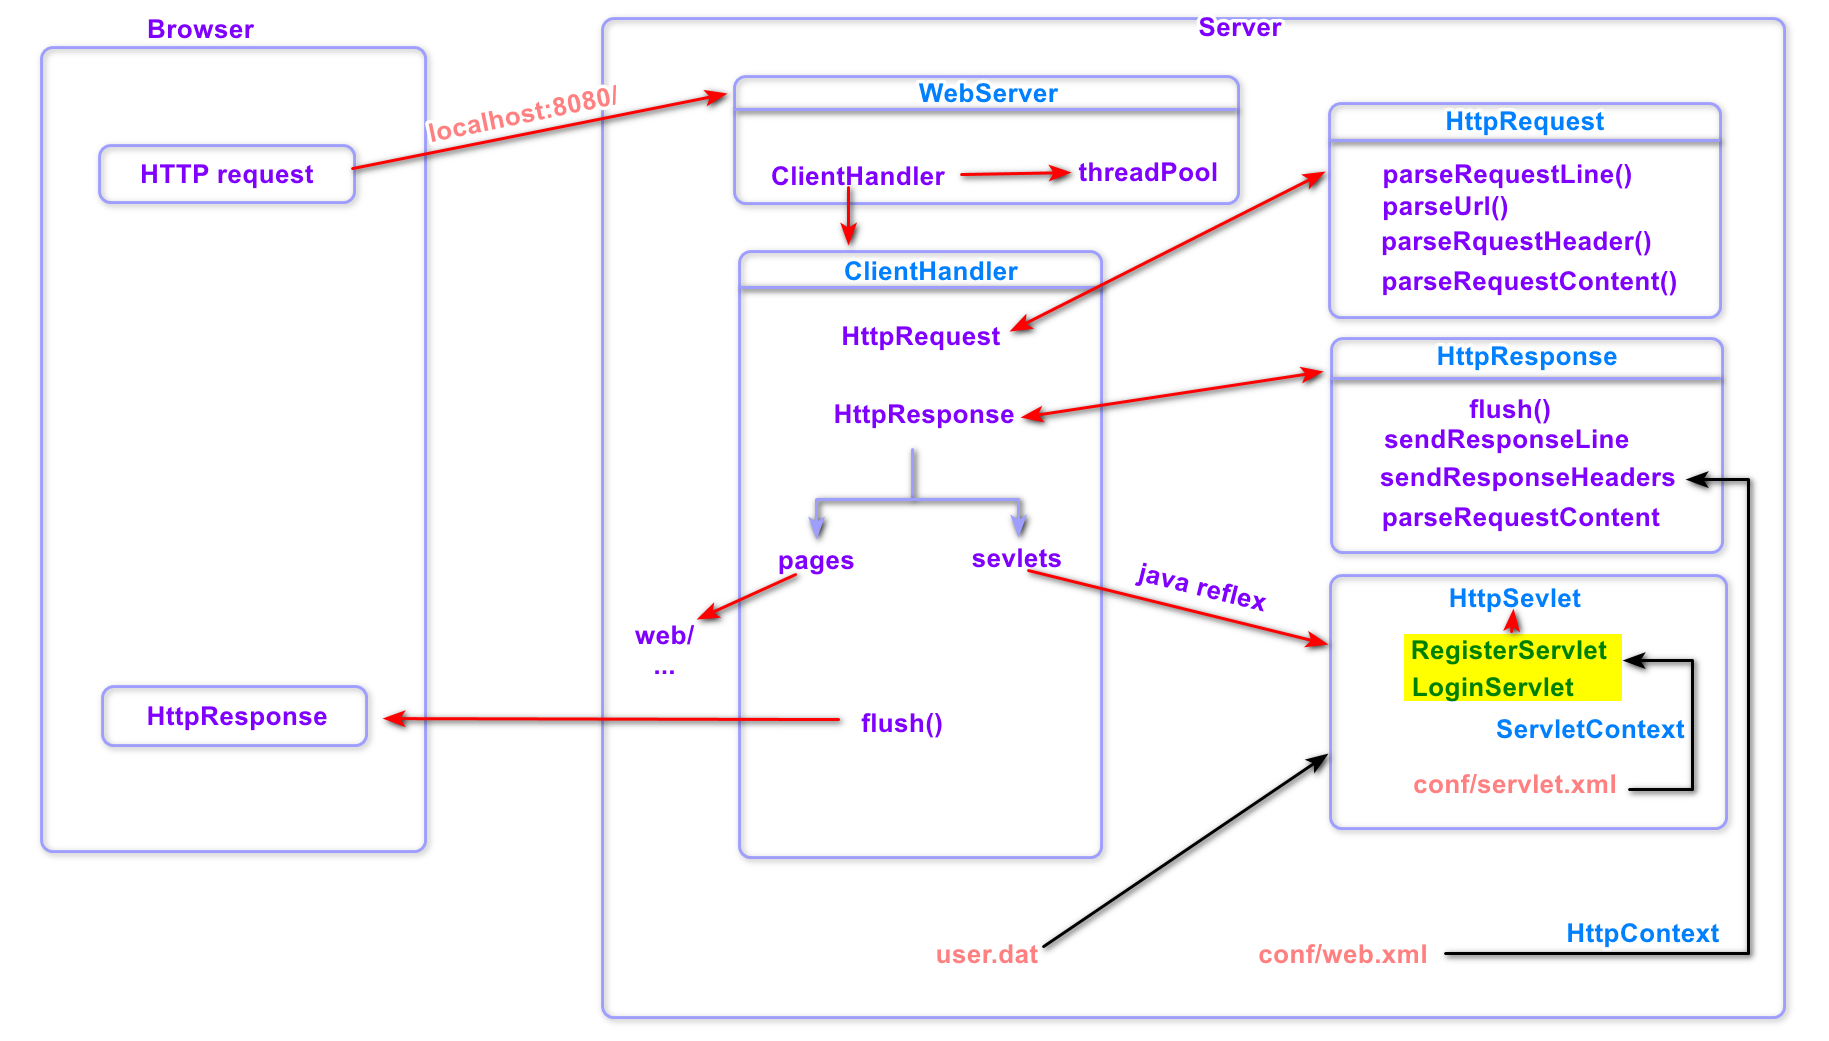 Browser
HTTP request
HttpResponse
localhost:8080/
Server
WebServer
ClientHandler
threadPool
ClientHandler
HttpRequest
HttpResponse
pages
sevlets
web/
...
flush()
java reflex
HttpRequest
parseRequestLine()
parseUrl()
parseRquestHeader()
parseRequestContent()
HttpResponse
flush()
sendResponseLine
sendResponseHeaders
parseRequestContent
HttpSevlet
RegisterServlet
LoginServlet
ServletContext
conf/servlet.xml
user.dat
conf/web.xml
HttpContext